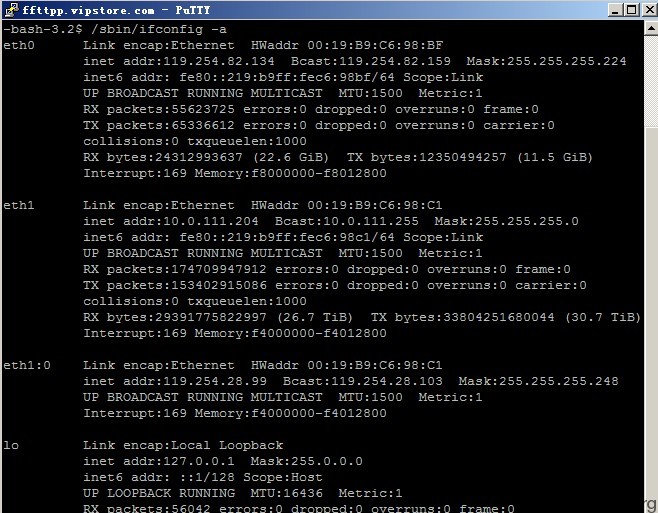 ffttpp.vipstore.com - PuTTY
-bash-3.2$ /sbin/ifconfig -a
eth0 Link encap:Ethernet HWaddr 00:19:B9:C6:98:BF
inet addr:119.254.82.134 Bcast:119.254.82.159 Mask:255.255.255.224
inet6 addr: fe80::219:b9ff:fec6:98bf/64 Scope:Link
UP BROADCAST RUNNING MULTICAST MTU:1500 Metric:1
RX packets:55623725 errors:0 dropped:0 overruns:0 frame:0
TX packets:65336612 errors:0 dropped:0 overruns:0 carrier:0
collisions:0 txqueuelen:1000
RX bytes:24312993637 (22.6 GiB) TX bytes:12350494257 (11.5 GiB)
Interrupt:169 Memory:f8000000-f8012800
eth1 Link encap:Ethernet HWaddr 00:19:B9:C6:98:C1
inet addr:10.0.111.204 Bcast:10.0.111.255 Mask:255.255.255.0
inet6 addr: fe80::219:b9ff:fec6:98c1/64 Scope:Link
UP BROADCAST RUNNING MULTICAST MTU:1500 Metric:1
RX packets:174709947912 errors:0 dropped:0 overruns:0 frame:0
TX packets:153402915086 errors:0 dropped:0 overruns:0 carrier:0
collisions:0 txqueuelen:1000
RX bytes:29391775822997 (26.7 TiB) TX bytes:33804251680044 (30.7 TiB)
Interrupt:169 Memory:f4000000-f4012800
eth1:0 Link encap:Ethernet HWaddr 00:19:B9:C6:98:C1
inet addr:119.254.28.99 Bcast:119.254.28.103 Mask:255.255.255.248
UP BROADCAST RUNNING MULTICAST MTU:1500 Metric:1
Interrupt:169 Memory:f4000000-f4012800
lo Link encap:Local Loopback
inet addr:127.0.0.1 Mask:255.0.0.0
inet6 addr: ::1/128 Scope:Host
UP LOOPBACK RUNNING MTU:16436 Metric:1
RX packets:56042 errors:0 dropped:0 overruns:0 frame:0
rg